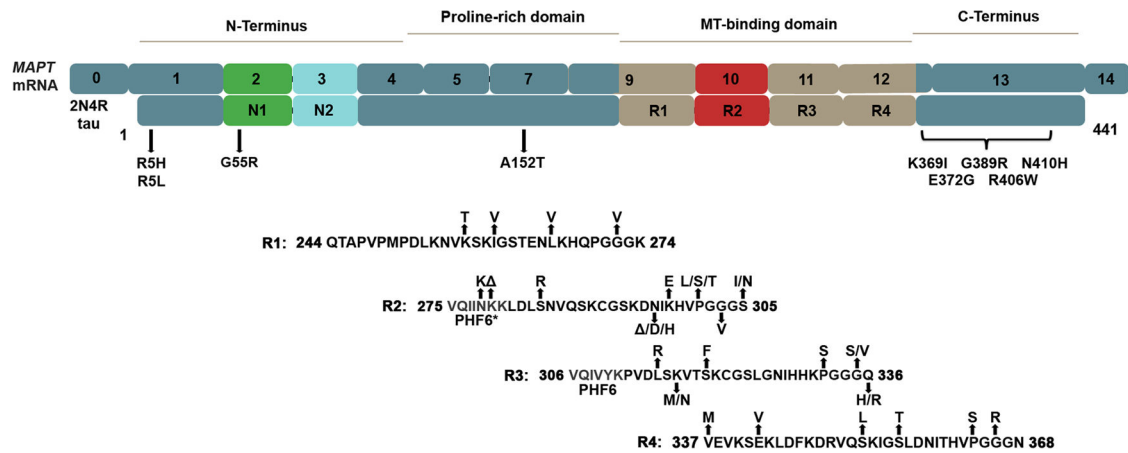 N-Terminus Proline-rich domain MT-binding domain C-Terminus
MAPT mRNA 0 1 2 3 4 5 7 9 10 11 12 13 14
2N4R tau N1 N2 R1 R2 R3 R4
1 441
R5H G55R A152T K369I G389R N410H
R5L E372G R406W
T V V V
R1: 244 QTAPVPMPDLKNVKSKIGSTENLKHQPGGGK 274
KΔ R E L/S/T I/N
R2: 275 VQIINKKLDLSNVQSKCGSKDNIKHVPGGGS 305
PHF6* Δ/D/H V
R L F S S/V
R3: 306 VQIVYKPVDLSKVTSKCGSLGNIHHKPGGGQ 336
PHF6 M/N H/R
M V L T S R
R4: 337 VEVKSEKLDFKDRVQSKIGSLDNITHVPGGGN 368